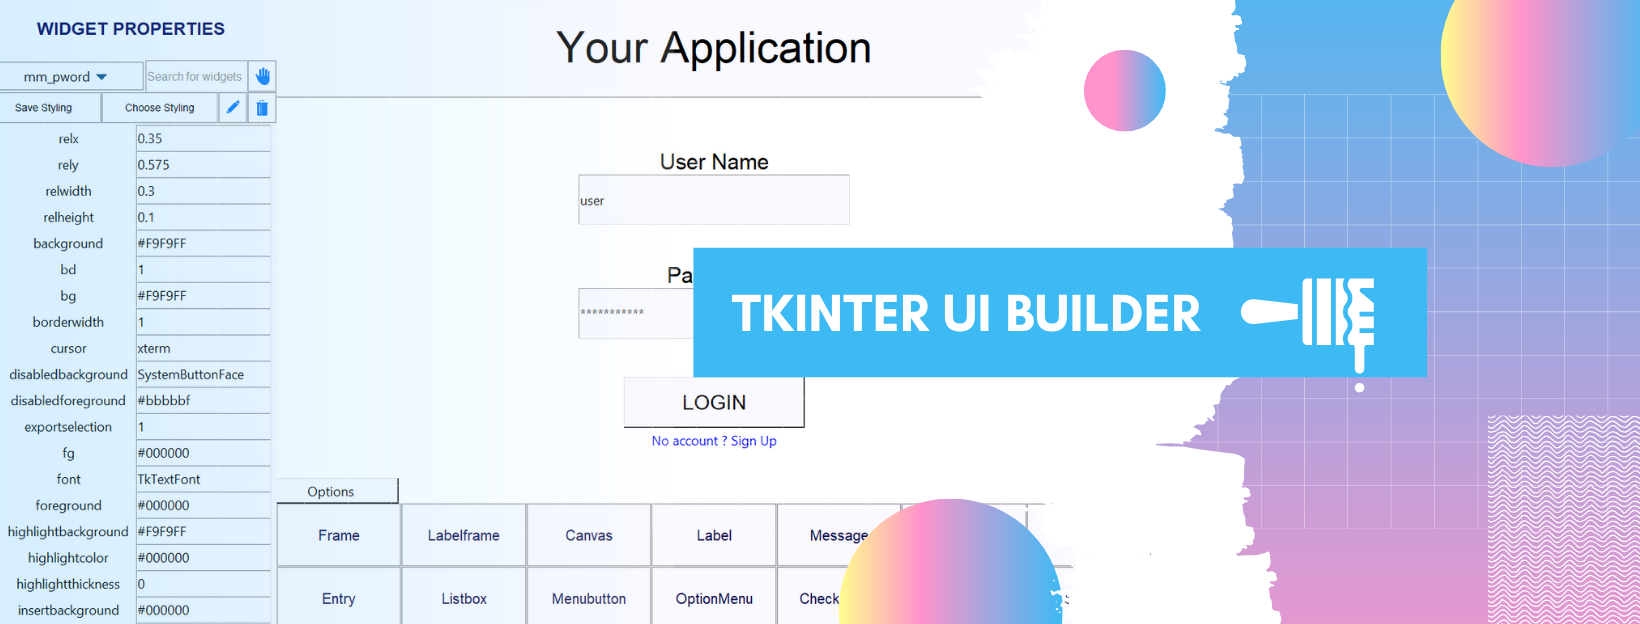 WIDGET PROPERTIES
mm_pword
Search for widgets
Save Styling
Choose Styling
relx 0.35
rely 0.575
relwidth 0.3
relheight 0.1
background #F9F9FF
bd 1
bg #F9F9FF
borderwidth 1
cursor xterm
disabledbackground SystemButtonFace
disabledforeground #bbbbbf
exportselection 1
fg #000000
font TkTextFont
foreground #000000
highlightbackground #F9F9FF
highlightcolor #000000
highlightthickness 0
insertbackground #000000
Your Application
User Name
user
Pa
***********
LOGIN
No account ? Sign Up
TKINTER UI BUILDER
Options
Frame Labelframe Canvas Label Message
Entry Listbox Menubutton OptionMenu Check